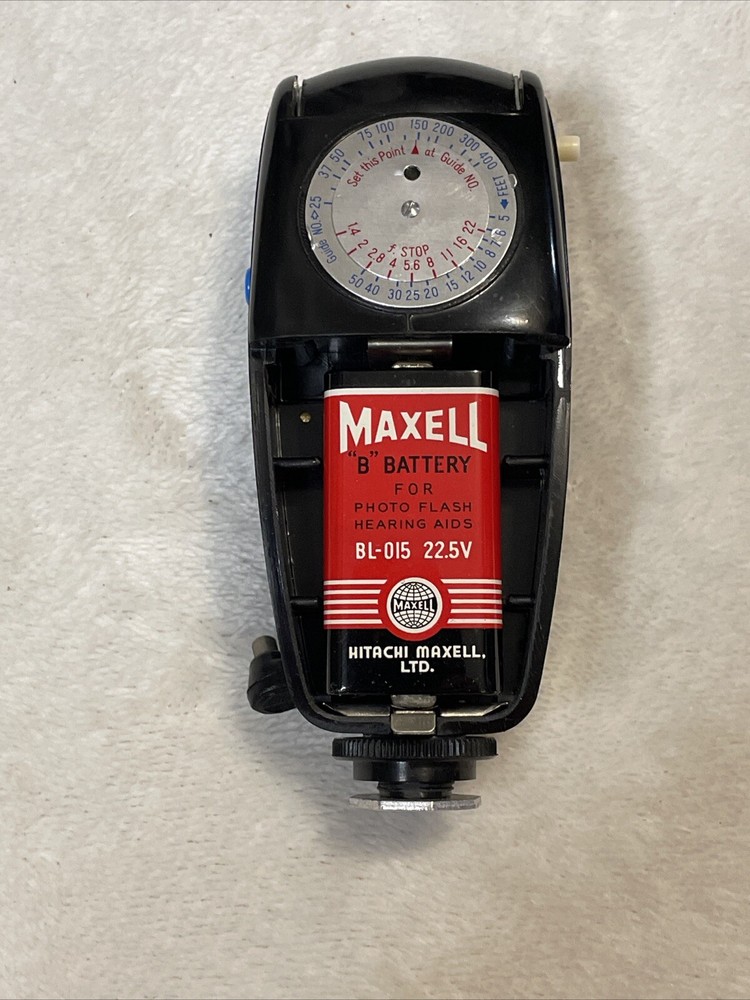 37 50 75 100 150 200 300 400 FEET
Set this Point ▲ at Guide NO.
Guide NO. ⇔ 25
1.4 2 2.8 4 5.6 8 11 16 22
f. STOP
50 40 30 25 20 15 12 10 8 7 6 5
MAXELL
"B" BATTERY
FOR
PHOTO FLASH
HEARING AIDS
BL-015 22.5V
MAXELL
HITACHI MAXELL,
LTD.